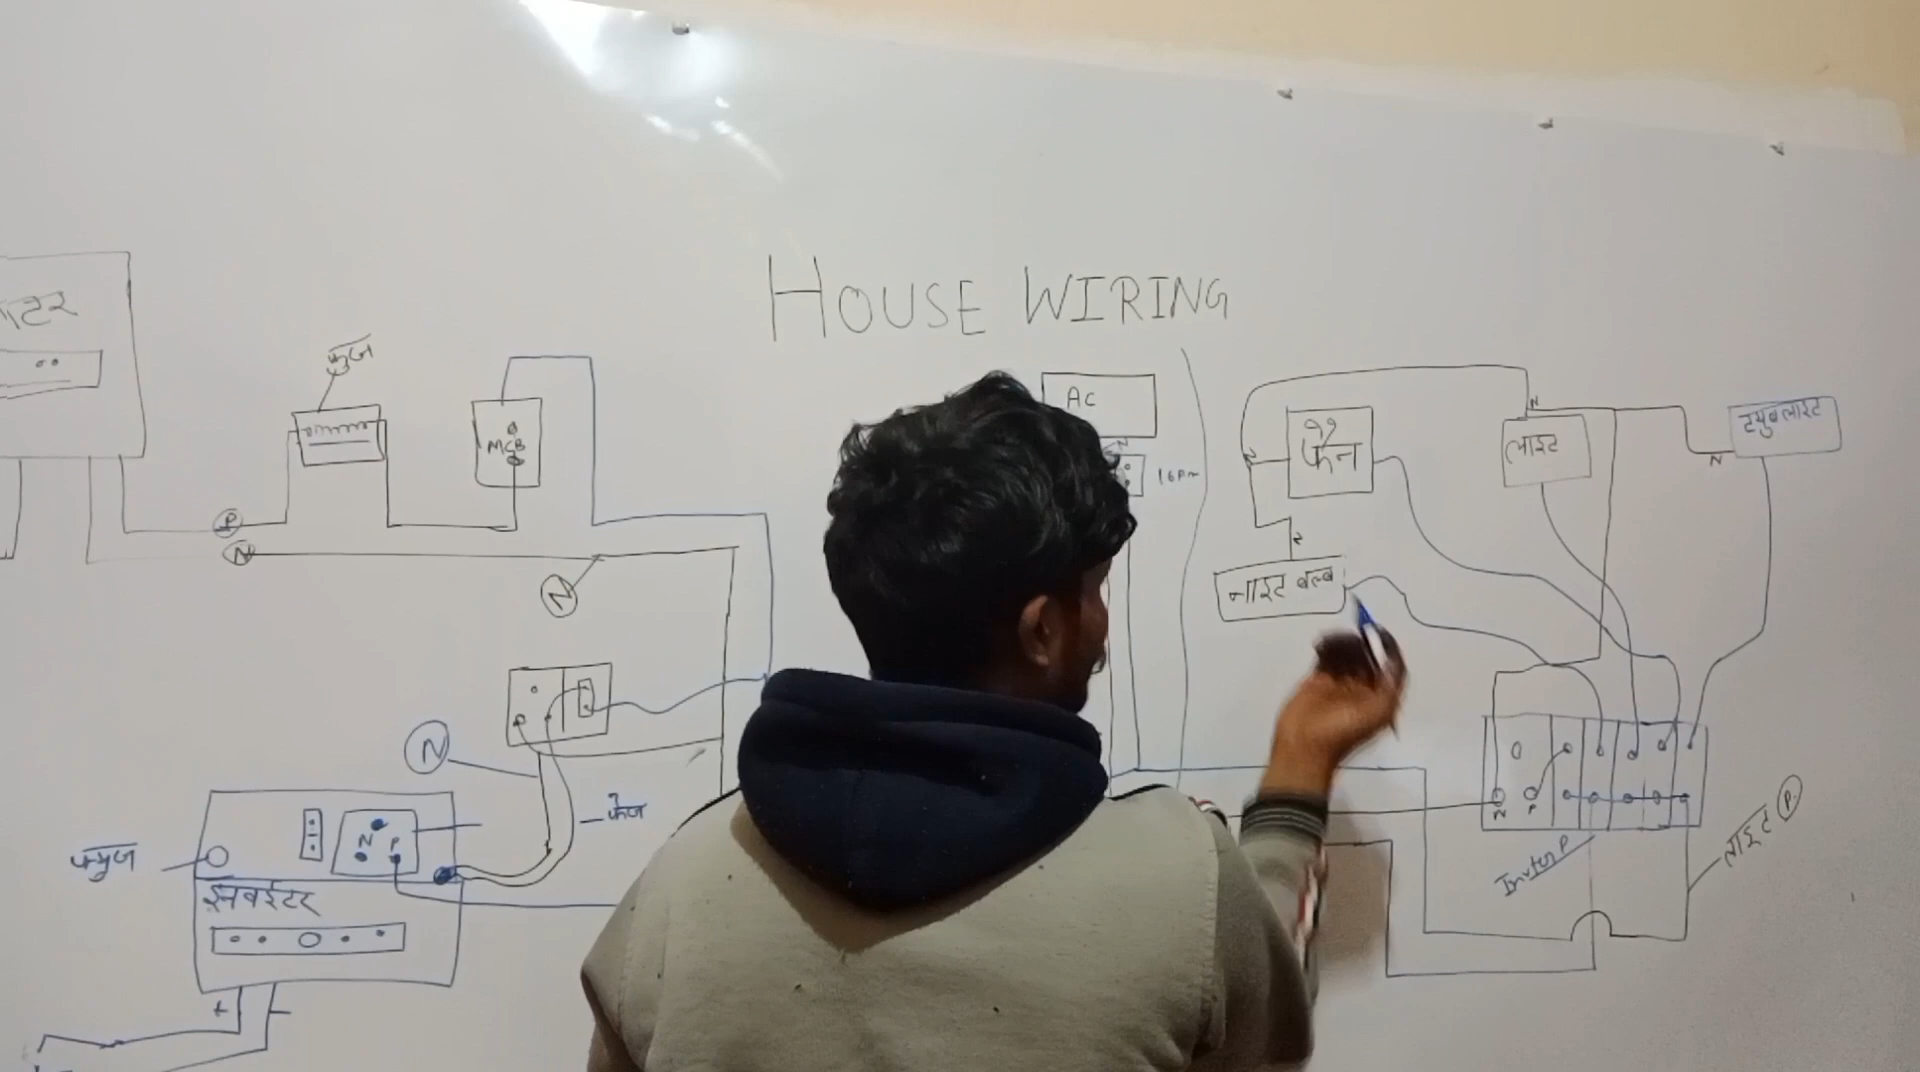 HOUSE WIRING
फ्युज
MCB
P
N
N
AC
N
फेन
N
N
लाइट
N
ट्युबलाइट
N
नाइट बल्ब
N
फेज
फ्युज
N
P
इनवर्टर
+
-
N
P
लाइट P